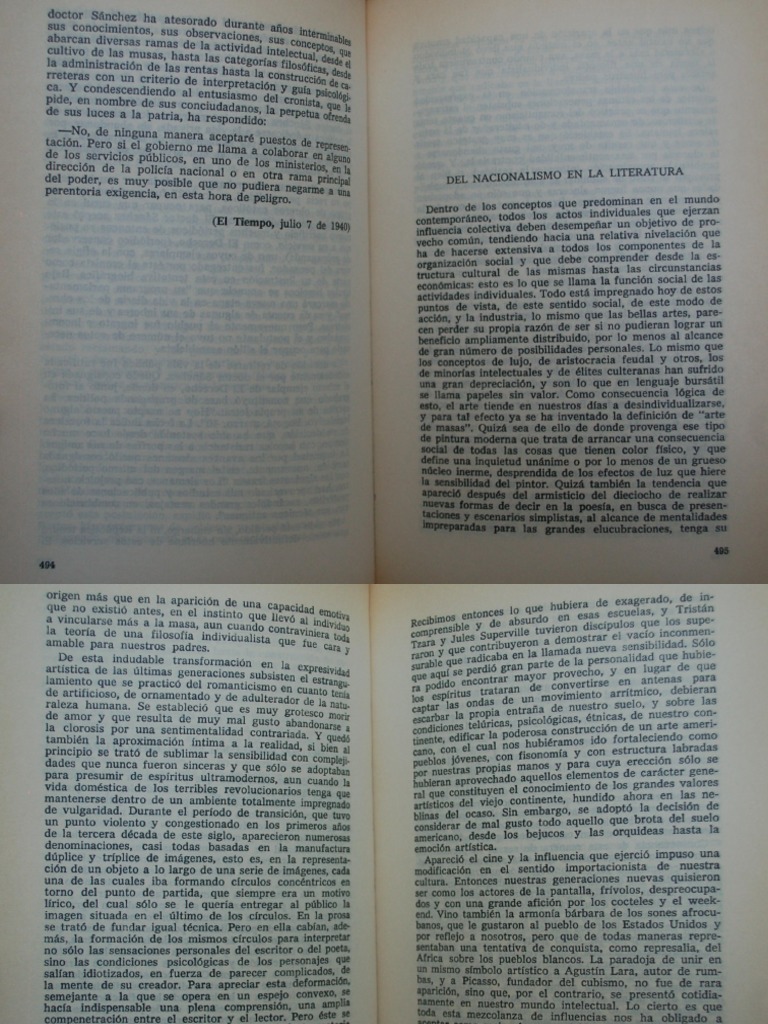 doctor Sánchez ha atesorado durante años interminables
sus conocimientos, sus observaciones, sus conceptos, que
abarcan diversas ramas de la actividad intelectual, desde el
cultivo de las musas, hasta las categorías filosóficas, desde
la administración de las rentas hasta la construcción de ca-
rreteras con un criterio de interpretación y guía psicológi-
ca. Y condescendiendo al entusiasmo del cronista, que le
pide, en nombre de sus conciudadanos, la perpetua ofrenda
de sus luces a la patria, ha respondido:
—No, de ninguna manera aceptaré puestos de represen-
tación. Pero si el gobierno me llama a colaborar en alguno
de los servicios públicos, en uno de los ministerios, en la
dirección de la policía nacional o en otra rama principal
del poder, es muy posible que no pudiera negarme a una
perentoria exigencia, en esta hora de peligro.
(El Tiempo, julio 7 de 1940)
494
DEL NACIONALISMO EN LA LITERATURA
Dentro de los conceptos que predominan en el mundo
contemporáneo, todos los actos individuales que ejerzan
influencia colectiva deben desempeñar un objetivo de pro-
vecho común, tendiendo hacia una relativa nivelación que
ha de hacerse extensiva a todos los componentes de la
organización social y que debe comprender desde la es-
tructura cultural de las mismas hasta las circunstancias
económicas: esto es lo que se llama la función social de las
actividades individuales. Todo está impregnado hoy de estos
puntos de vista, de este sentido social, de este modo de
acción, y la industria, lo mismo que las bellas artes, pare-
cen perder su propia razón de ser si no pudieran lograr un
beneficio ampliamente distribuido, por lo menos al alcance
de gran número de posibilidades personales. Lo mismo que
los conceptos de lujo, de aristocracia feudal y otros, los
de minorías intelectuales y de élites culteranas han sufrido
una gran depreciación, y son lo que en lenguaje bursátil
se llama papeles sin valor. Como consecuencia lógica de
esto, el arte tiende en nuestros días a desindividualizarse,
y para tal efecto ya se ha inventado la definición de "arte
de masas". Quizá sea de ello de donde provenga ese tipo
de pintura moderna que trata de arrancar una consecuencia
social de todas las cosas que tienen color físico, y que
define una inquietud unánime o por lo menos de un grueso
núcleo inerme, desprendida de los efectos de luz que hiere
la sensibilidad del pintor. Quizá también la tendencia que
apareció después del armisticio del dieciocho de realizar
nuevas formas de decir en la poesía, en busca de presen-
taciones y escenarios simplistas, al alcance de mentalidades
impreparadas para las grandes elucubraciones, tenga su
495
origen más que en la aparición de una capacidad emotiva
que no existió antes, en el instinto que llevó al individuo
a vincularse más a la masa, aun cuando contraviniera toda
la teoría de una filosofía individualista que fue cara y
amable para nuestros padres.
De esta indudable transformación en la expresividad
artística de las últimas generaciones subsisten el estrangu-
lamiento que se practicó del romanticismo en cuanto tenía
de artificioso, de ornamentado y de adulterador de la natu-
raleza humana. Se estableció que es muy grotesco morir
de amor y que resulta de muy mal gusto abandonarse a
la clorosis por una sentimentalidad contrariada. Y quedó
también la aproximación íntima a la realidad, si bien al
principio se trató de sublimar la sensibilidad con compleji-
dades que nunca fueron sinceras y que sólo se adoptaban
para presumir de espíritus ultramodernos, aun cuando la
vida doméstica de los terribles revolucionarios tenga que
mantenerse dentro de un ambiente totalmente impregnado
de vulgaridad. Durante el período de transición, que tuvo
un punto violento y congestionado en los primeros años
de la tercera década de este siglo, aparecieron numerosas
denominaciones, casi todas basadas en la manufactura
dúplice y tríplice de imágenes, esto es, en la representa-
ción de un objeto a lo largo de una serie de imágenes, cada
una de las cuales iba formando círculos concéntricos en
torno del punto de partida, que siempre era un motivo
lírico, del cual sólo se le quería entregar al público la
imagen situada en el último de los círculos. En la prosa
se trató de fundar igual técnica. Pero en ella cabían, ade-
más, la formación de los mismos círculos para interpretar
no sólo las sensaciones personales del escritor o del poeta,
sino las condiciones psicológicas de los personajes que
salían idiotizados, en fuerza de parecer complicados, de
la mente de su creador. Para apreciar esta deformación,
semejante a la que se opera en un espejo convexo, se
hacía indispensable una plena comprensión, una amplia
compenetración entre el escritor y el lector. Pero éste se
Recibimos entonces lo que hubiera de exagerado, de in-
comprensible y de absurdo en esas escuelas, y Tristán
Tzara y Jules Superville tuvieron discípulos que los supe-
raron y que contribuyeron a demostrar el vacío inconmen-
surable que radicaba en la llamada nueva sensibilidad. Sólo
que aquí se perdió gran parte de la personalidad que hubie-
ra podido encontrar mayor provecho, y en lugar de que
los espíritus trataran de convertirse en antenas para
captar las ondas de un movimiento arrítmico, debieran
escarbar la propia entraña de nuestro suelo, y sobre las
condiciones telúricas, psicológicas, étnicas, de nuestro con-
tinente, edificar la poderosa construcción de un arte ameri-
cano, con el cual nos hubiéramos ido fortaleciendo como
pueblos jóvenes, con fisonomía y con estructura labradas
por nuestras propias manos y para cuya erección sólo se
hubieran aprovechado aquellos elementos de carácter gene-
ral que constituyen el conocimiento de los grandes valores
artísticos del viejo continente, hundido ahora en las ne-
blinas del ocaso. Sin embargo, se adoptó la decisión de
considerar de mal gusto todo aquello que brota del suelo
americano, desde los bejucos y las orquídeas hasta la
emoción artística.
Apareció el cine y la influencia que ejerció impuso una
modificación en el sentido importacionista de nuestra
cultura. Entonces nuestras generaciones nuevas quisieron
ser como los actores de la pantalla, frívolos, despreocupa-
dos y con una grande afición por los cocteles y el week-
end. Vino también la armonía bárbara de los sones afrocu-
banos, que le gustaron al pueblo de los Estados Unidos y
por reflejo a nosotros, pero que de todas maneras repre-
sentaban una tentativa de conquista, como represalia, del
Africa sobre los pueblos blancos. La paradoja de unir en
un mismo símbolo artístico a Agustín Lara, autor de rum-
bas, y a Picasso, fundador del cubismo, no fue de rara
aparición, sino que, por el contrario, se presentó cotidia-
namente en nuestro mundo intelectual. Lo cierto es que
toda esta mezcolanza de influencias nos ha obligado a